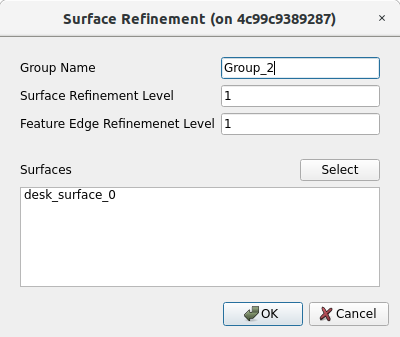 Surface Refinement (on 4c99c9389287)
×
Group Name Group_2
Surface Refinement Level 1
Feature Edge Refinemenet Level 1
Surfaces Select
desk_surface_0
OK Cancel